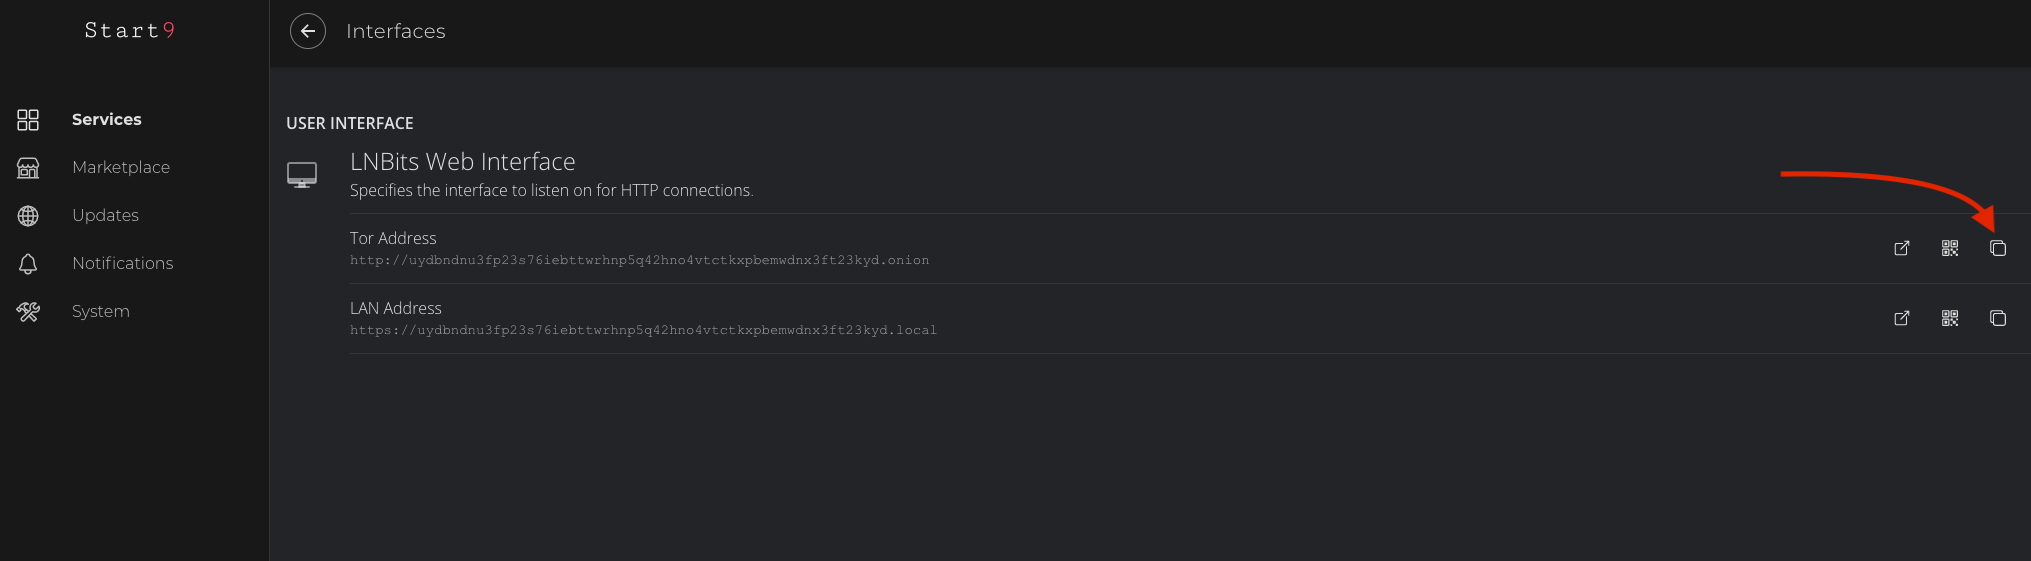 Start9
Interfaces
Services
Marketplace
Updates
Notifications
System
USER INTERFACE
LNBits Web Interface
Specifies the interface to listen on for HTTP connections.
Tor Address
http://uydbndnu3fp23s76iebttwrhnp5q42hno4vtctkxpbemwdnx3ft23kyd.onion
LAN Address
https://uydbndnu3fp23s76iebttwrhnp5q42hno4vtctkxpbemwdnx3ft23kyd.local